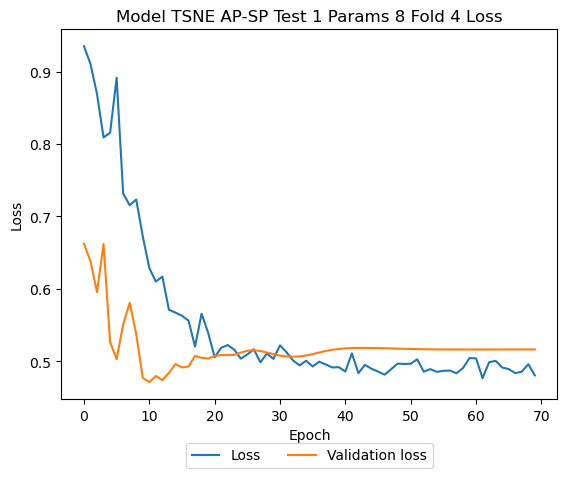 Model TSNE AP-SP Test 1 Params 8 Fold 4 Loss
0.9
0.8
0.7
0.6
0.5
Loss
0 10 20 30 40 50 60 70
Epoch
Loss Validation loss